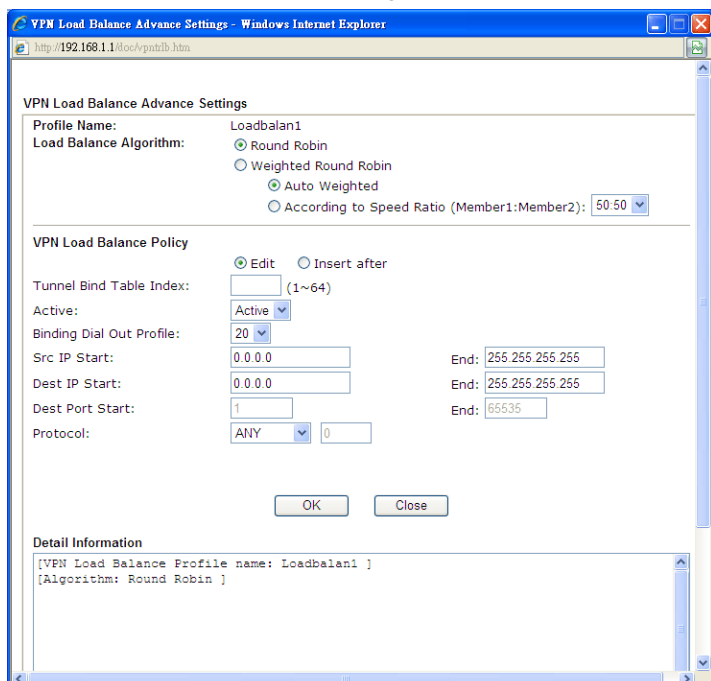 VPN Load Balance Advance Settings - Windows Internet Explorer
http://192.168.1.1/doc/vpntrlb.htm
VPN Load Balance Advance Settings
Profile Name: Loadbalan1
Load Balance Algorithm: Round Robin
Weighted Round Robin
Auto Weighted
According to Speed Ratio (Member1:Member2): 50:50
VPN Load Balance Policy
Edit Insert after
Tunnel Bind Table Index: (1~64)
Active: Active
Binding Dial Out Profile: 20
Src IP Start: 0.0.0.0 End: 255.255.255.255
Dest IP Start: 0.0.0.0 End: 255.255.255.255
Dest Port Start: 1 End: 65535
Protocol: ANY 0
OK Close
Detail Information
[VPN Load Balance Profile name: Loadbalan1 ]
[Algorithm: Round Robin ]